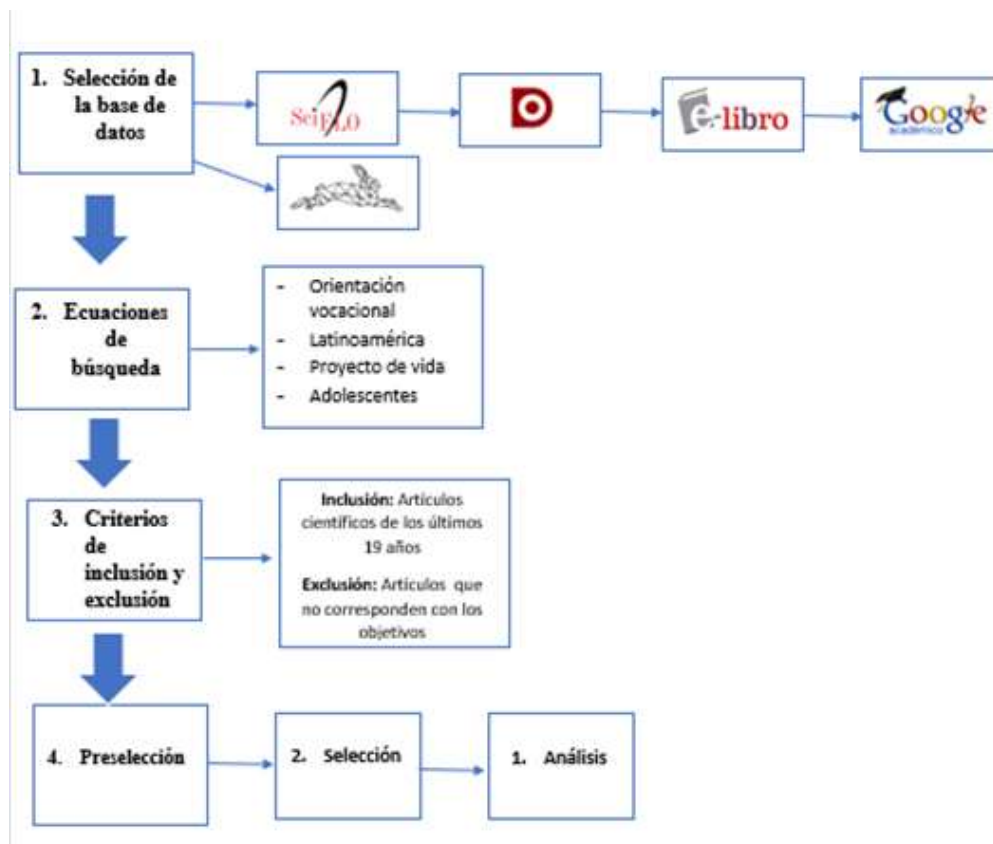 1. Selección de
la base de
datos
SciELO
e-libro
Google
académico
2. Ecuaciones
de
búsqueda
- Orientación
vocacional
- Latinoamérica
- Proyecto de vida
- Adolescentes
3. Criterios
de
inclusión y
exclusión
Inclusión: Artículos
científicos de los últimos
19 años
Exclusión: Artículos que
no corresponden con los
objetivos
4. Preselección
2. Selección
1. Análisis